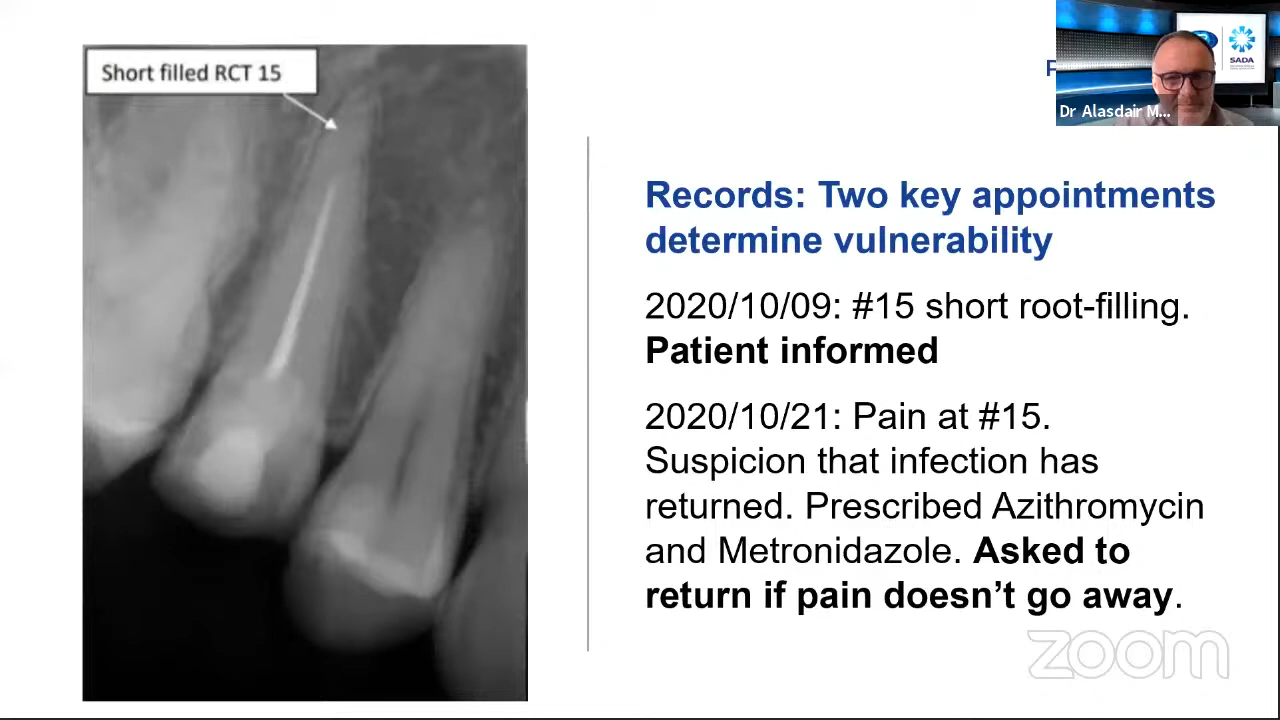 Short filled RCT 15
P
SADA
Dr Alasdair M...
Records: Two key appointments
determine vulnerability
2020/10/09: #15 short root-filling.
Patient informed
2020/10/21: Pain at #15.
Suspicion that infection has
returned. Prescribed Azithromycin
and Metronidazole. Asked to
return if pain doesn’t go away.
zoom